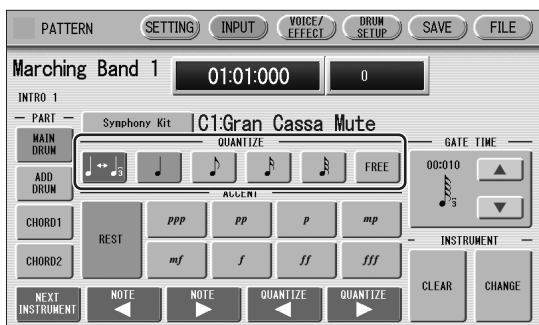 PATTERN SETTING INPUT VOICE/ EFFECT DRUM SETUP SAVE FILE
Marching Band 1 01:01:000 0
INTRO 1
PART
Symphony Kit C1:Gran Cassa Mute
MAIN DRUM
QUANTIZE
3 FREE
GATE TIME
00:010
3
ADD DRUM
ACCENT
CHORD1
REST ppp pp p mp
INSTRUMENT
CHORD2
mf f ff fff
CLEAR CHANGE
NEXT INSTRUMENT NOTE NOTE QUANTIZE QUANTIZE